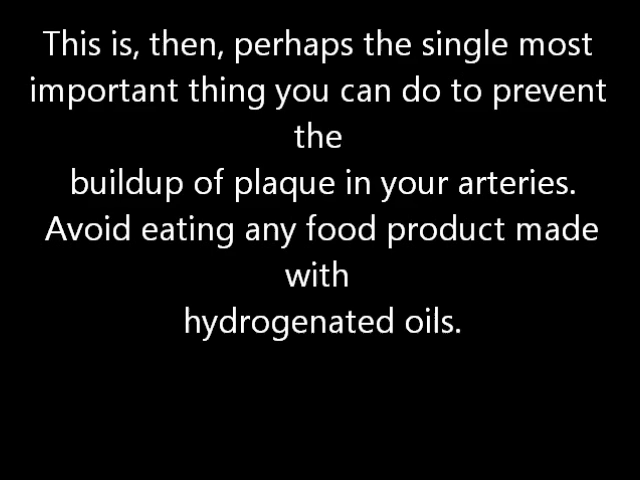 This is, then, perhaps the single most
important thing you can do to prevent
the
buildup of plaque in your arteries.
Avoid eating any food product made
with
hydrogenated oils.